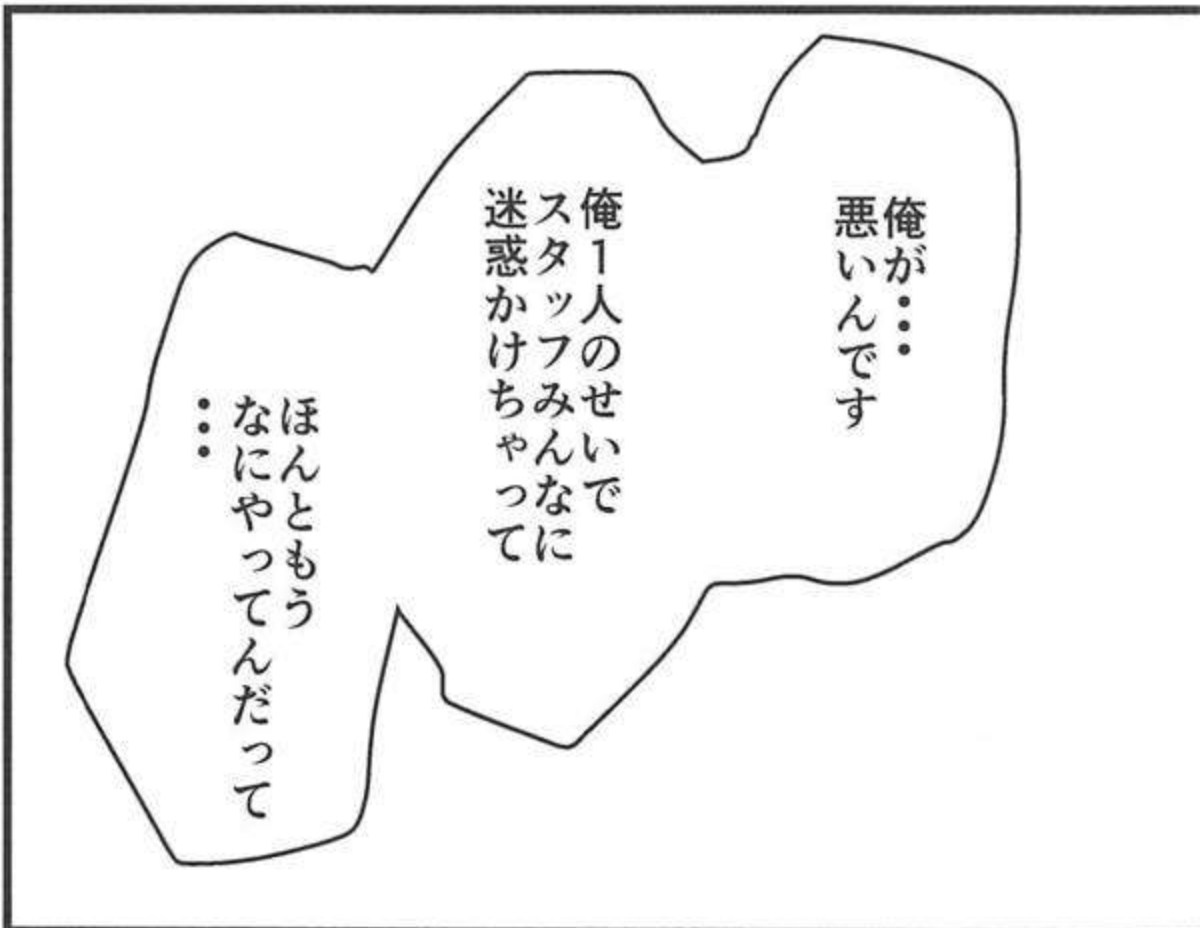 俺が・・・
悪いんです
俺１人のせいで
スタッフみんなに
迷惑かけちゃって
ほんともう
なにやってんだって
・・・